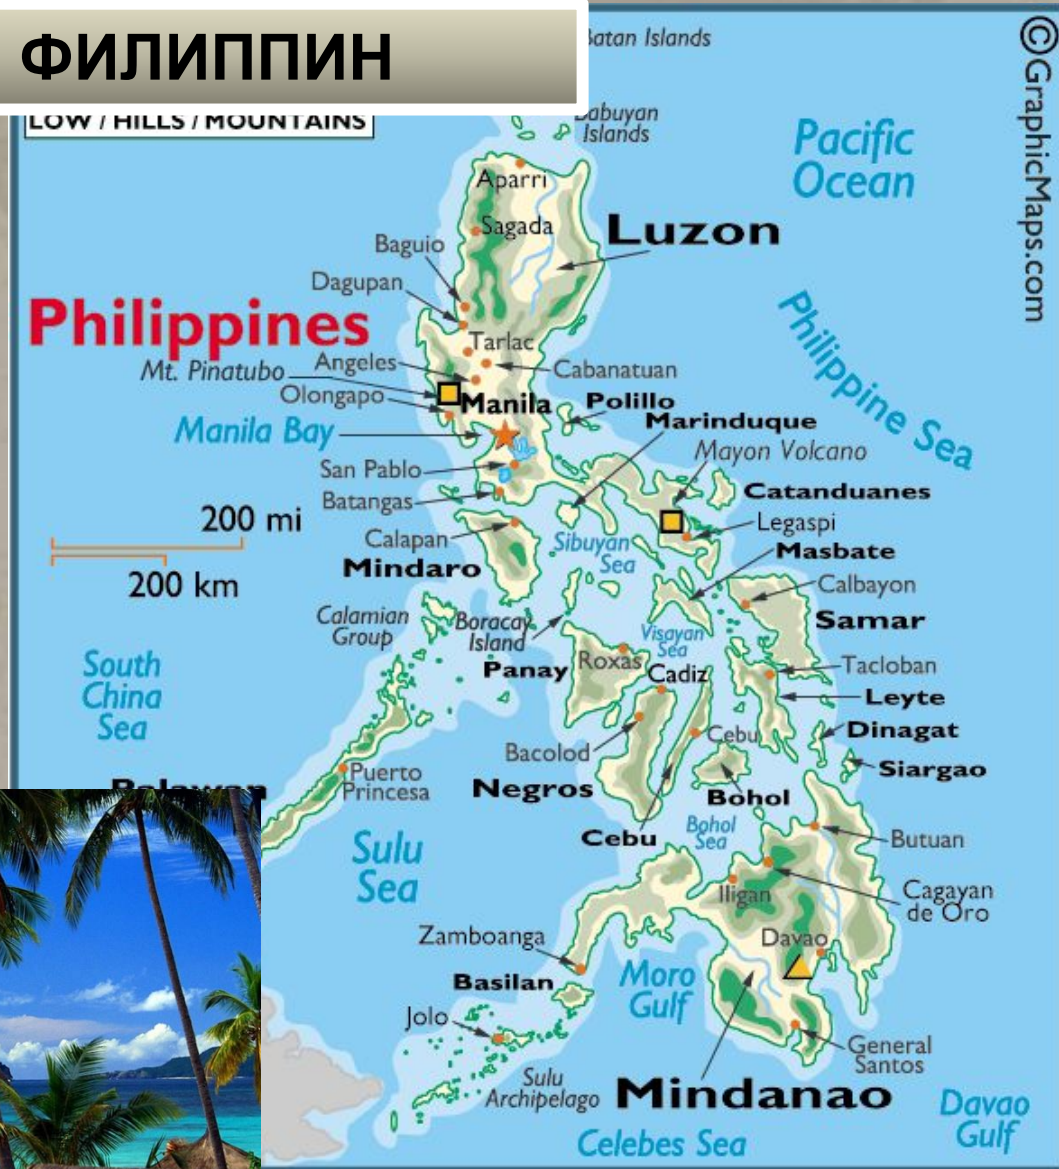 ФИЛИППИН
Batan Islands
LOW / HILLS / MOUNTAINS
Babuyan
Islands
©GraphicMaps.com
Pacific
Ocean
Aparri
Sagada
Luzon
Baguio
Dagupan
Philippines
Philippine Sea
Tarlac
Mt. Pinatubo
Angeles
Cabanatuan
Olongapo
Manila
Polillo
Marinduque
Manila Bay
Mayon Volcano
San Pablo
Catanduanes
Batangas
200 mi
Legaspi
Calapan
Sibuyan
Sea
Masbate
200 km
Mindaro
Calbayon
Calamian
Group
Boracay
Island
Samar
Visayan
Sea
South
China
Sea
Panay
Roxas
Cadiz
Tacloban
Leyte
Dinagat
Cebu
Bacolod
Siargao
Puerto
Princesa
Palawan
Negros
Bohol
Cebu
Bohol
Sea
Butuan
Sulu
Sea
Iligan
Cagayan
de Oro
Zamboanga
Davao
Basilan
Moro
Gulf
Jolo
General
Santos
Sulu
Archipelago
Mindanao
Davao
Gulf
Celebes Sea